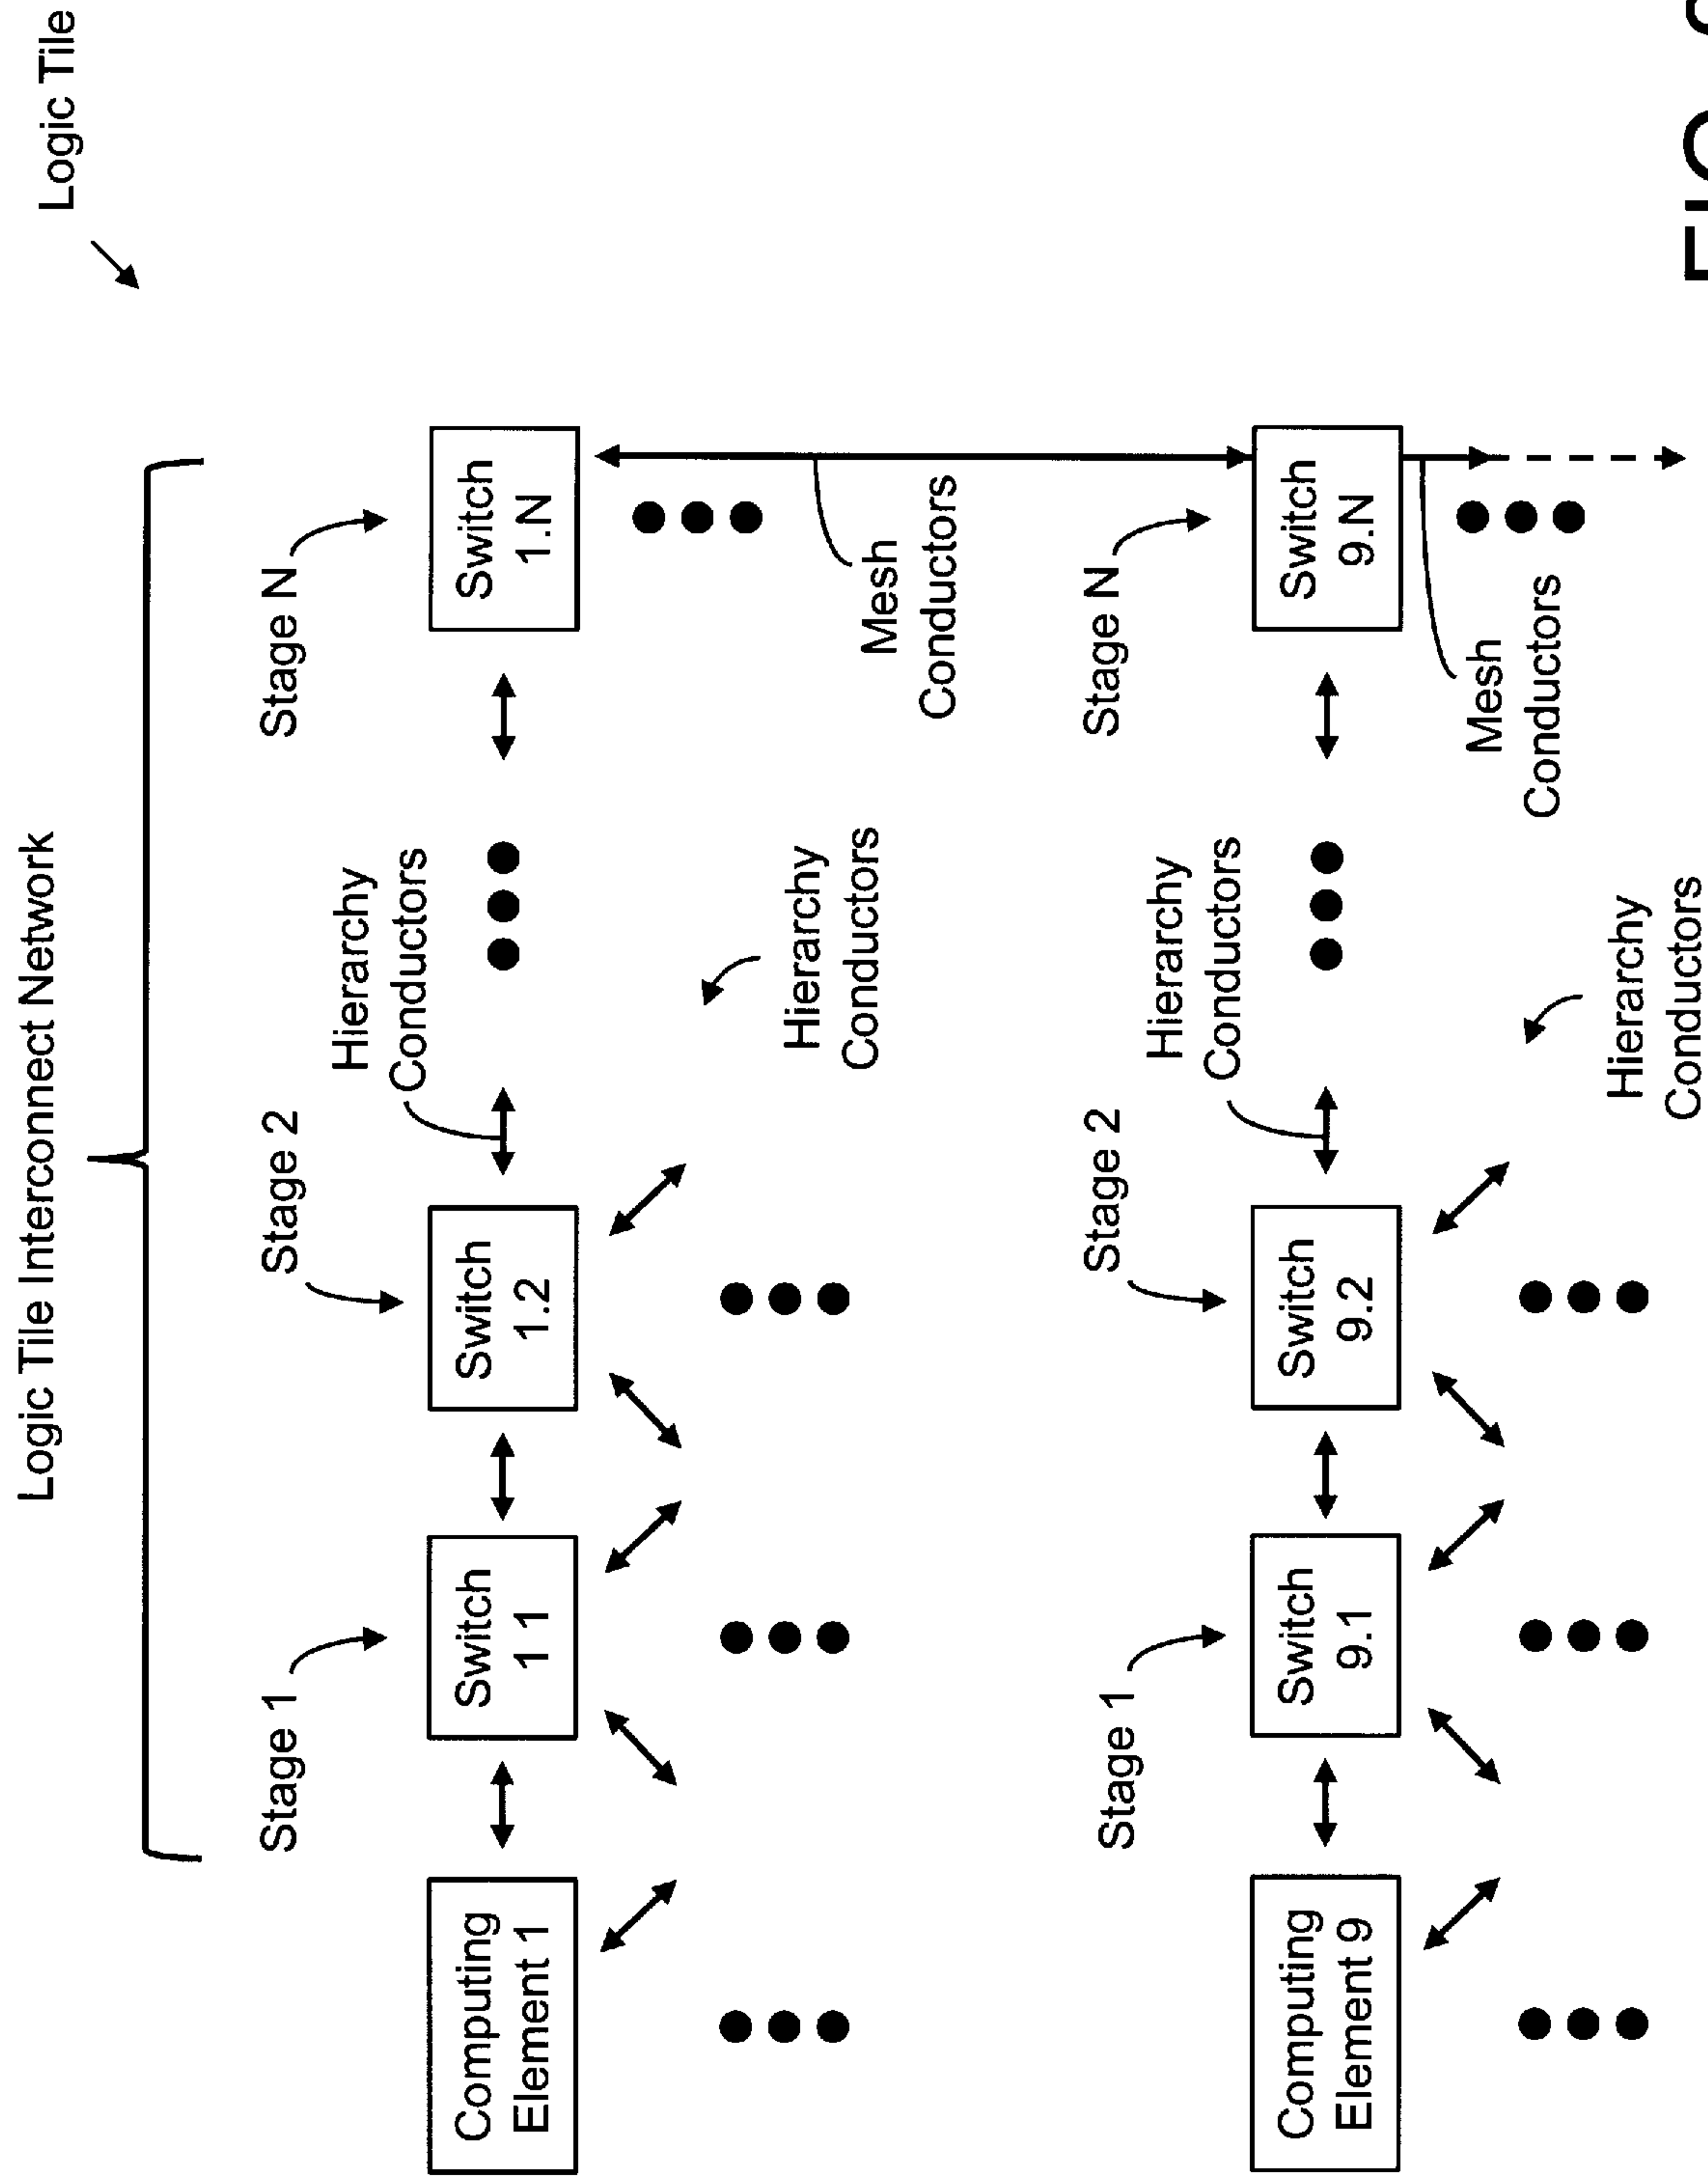 Logic Tile Interconnect Network
Logic Tile
Stage 1
Stage 2
Stage N
Hierarchy
Conductors
Computing
Element 1
Switch
1 1
Switch
1.2
Switch
1.N
Hierarchy
Conductors
Mesh
Conductors
Stage 1
Stage 2
Stage N
Hierarchy
Conductors
Computing
Element 9
Switch
9.1
Switch
9.2
Switch
9.N
Mesh
Conductors
Hierarchy
Conductors